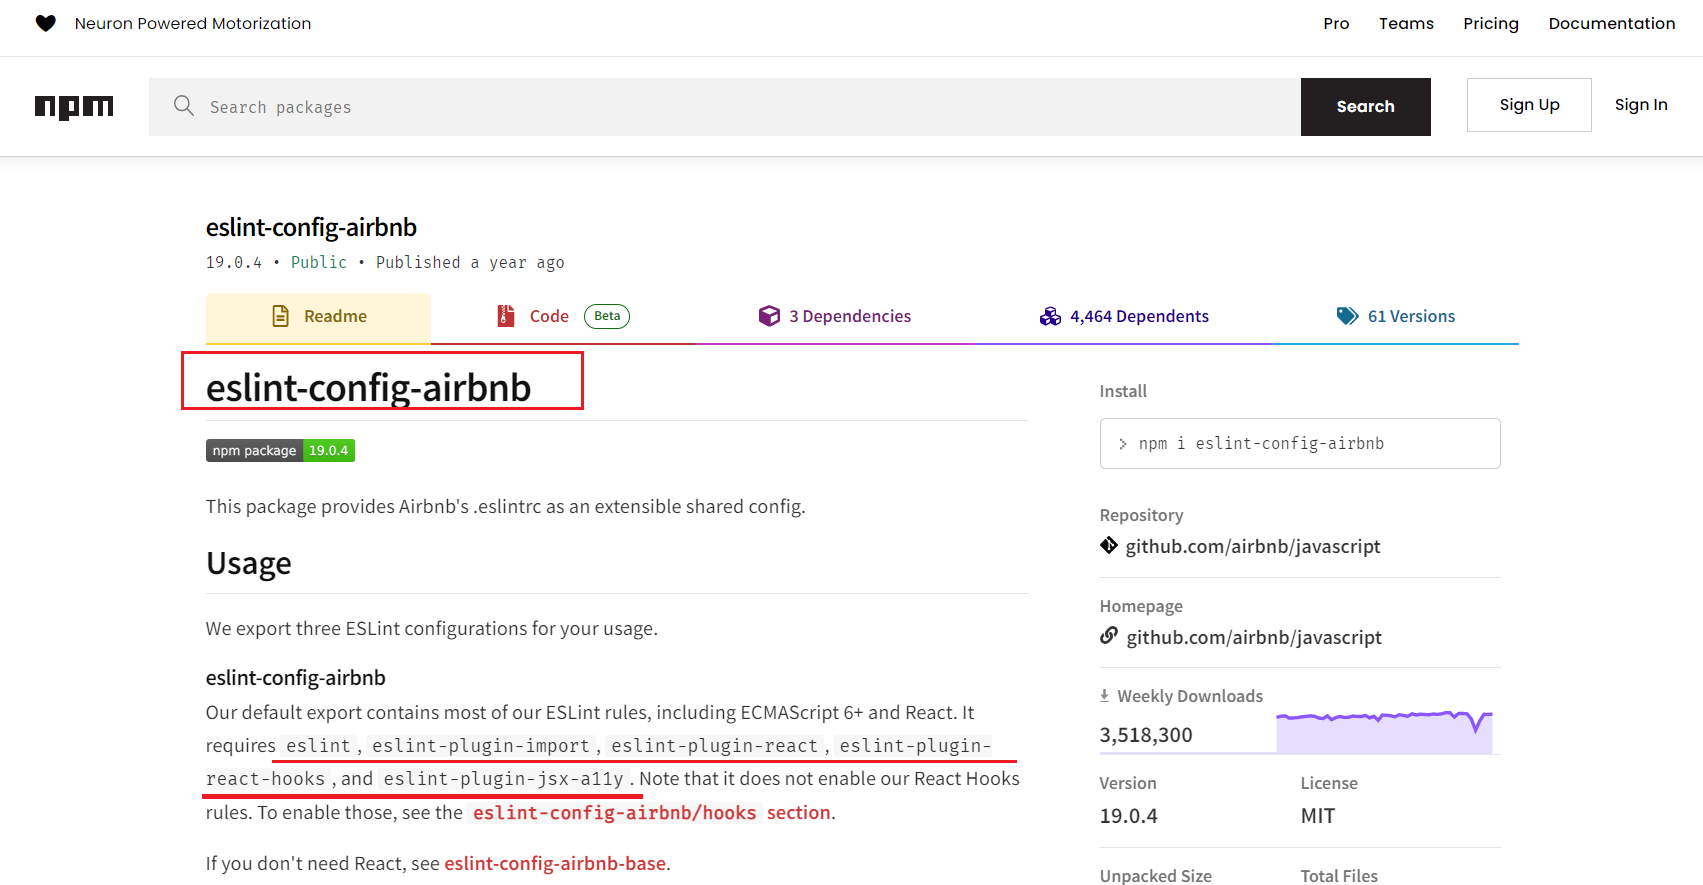 Neuron Powered Motorization
Pro Teams Pricing Documentation
npm
Search packages
Search
Sign Up
Sign In
eslint-config-airbnb
19.0.4 • Public • Published a year ago
Readme
Code Beta
3 Dependencies
4,464 Dependents
61 Versions
eslint-config-airbnb
npm package 19.0.4
This package provides Airbnb's .eslintrc as an extensible shared config.
Usage
We export three ESLint configurations for your usage.
eslint-config-airbnb
Our default export contains most of our ESLint rules, including ECMAScript 6+ and React. It
requires eslint, eslint-plugin-import, eslint-plugin-react, eslint-plugin-
react-hooks, and eslint-plugin-jsx-a11y. Note that it does not enable our React Hooks
rules. To enable those, see the eslint-config-airbnb/hooks section.
If you don't need React, see eslint-config-airbnb-base.
Install
> npm i eslint-config-airbnb
Repository
github.com/airbnb/javascript
Homepage
github.com/airbnb/javascript
Weekly Downloads
3,518,300
Version
19.0.4
License
MIT
Unpacked Size
Total Files